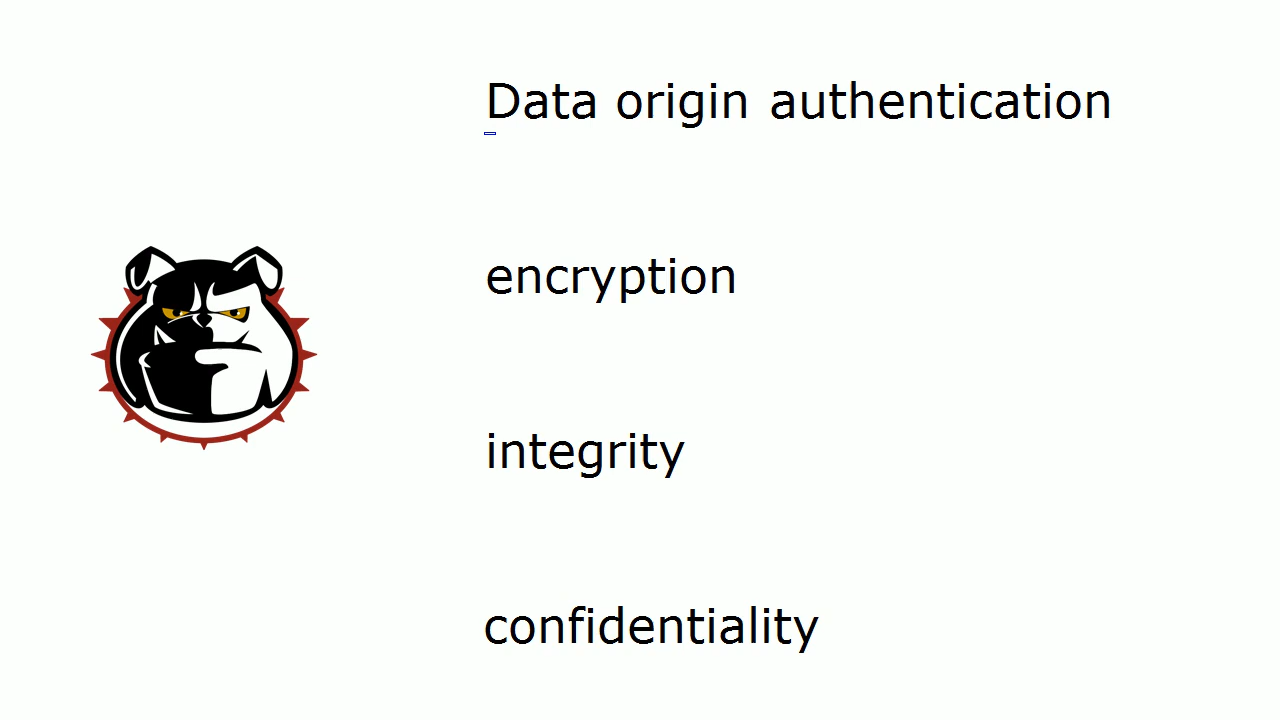 Data origin authentication
encryption
integrity
confidentiality